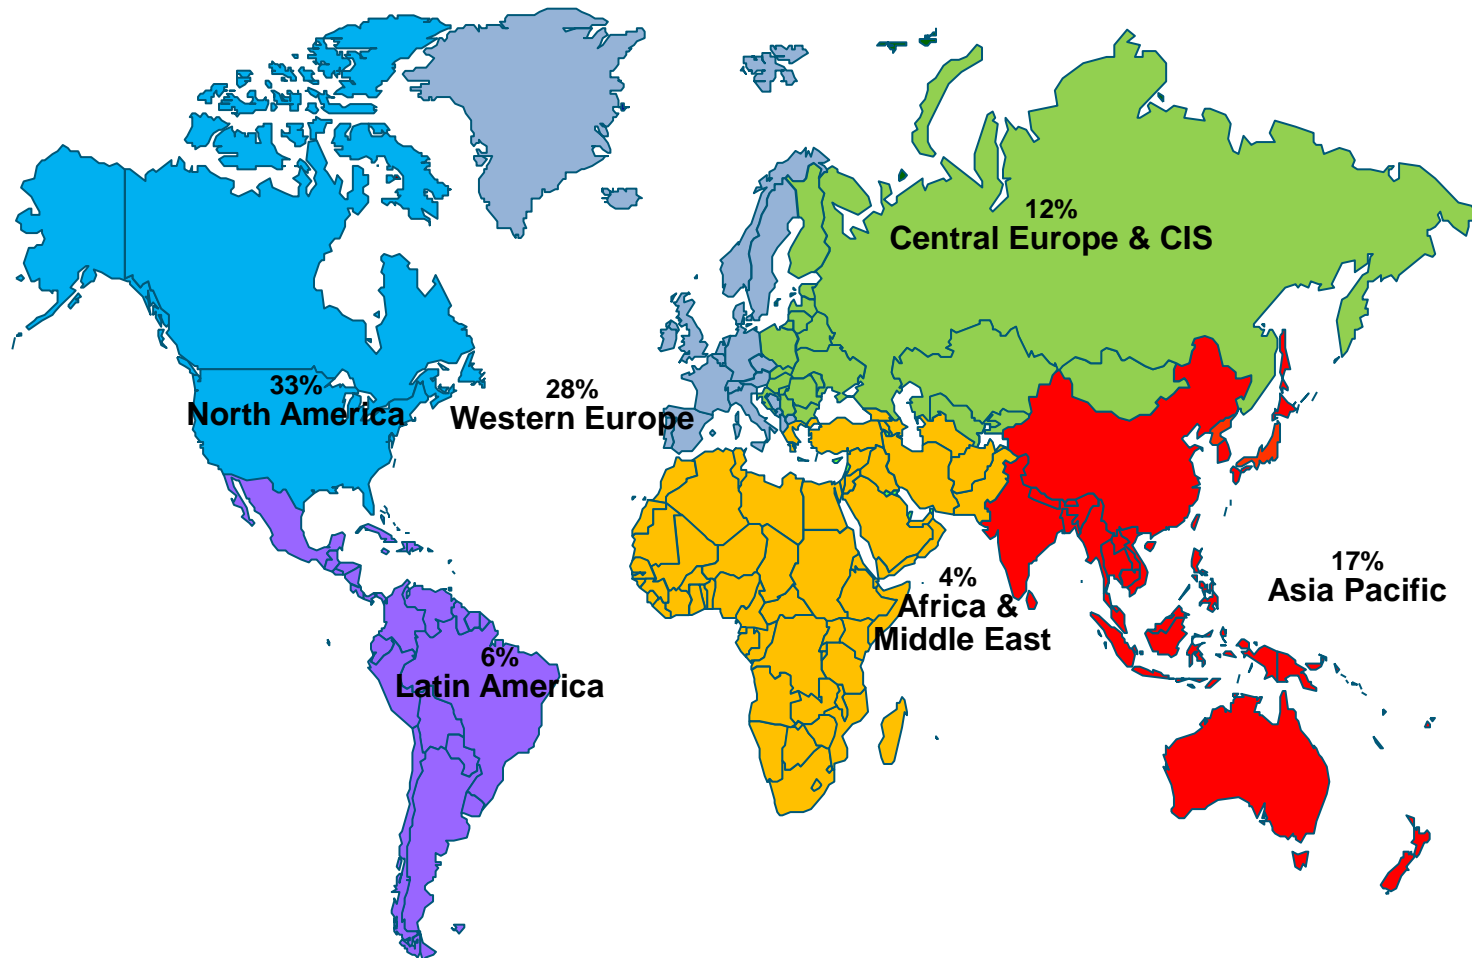 12%
Central Europe & CIS
33%
North America
28%
Western Europe
17%
Asia Pacific
4%
Africa &
Middle East
6%
Latin America